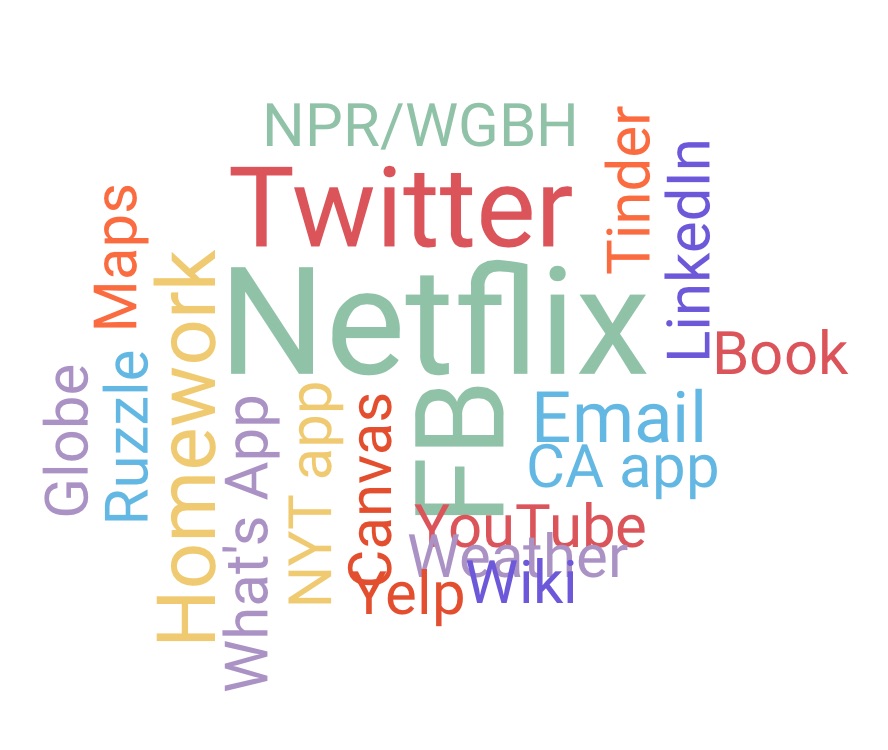 NPR/WGBH
Twitter
Tinder
LinkedIn
Maps
Homework
Netflix
Book
Globe
Ruzzle
What's App
NYT app
Canvas
FB
Email
CA app
YouTube
Weather
Wiki
Yelp